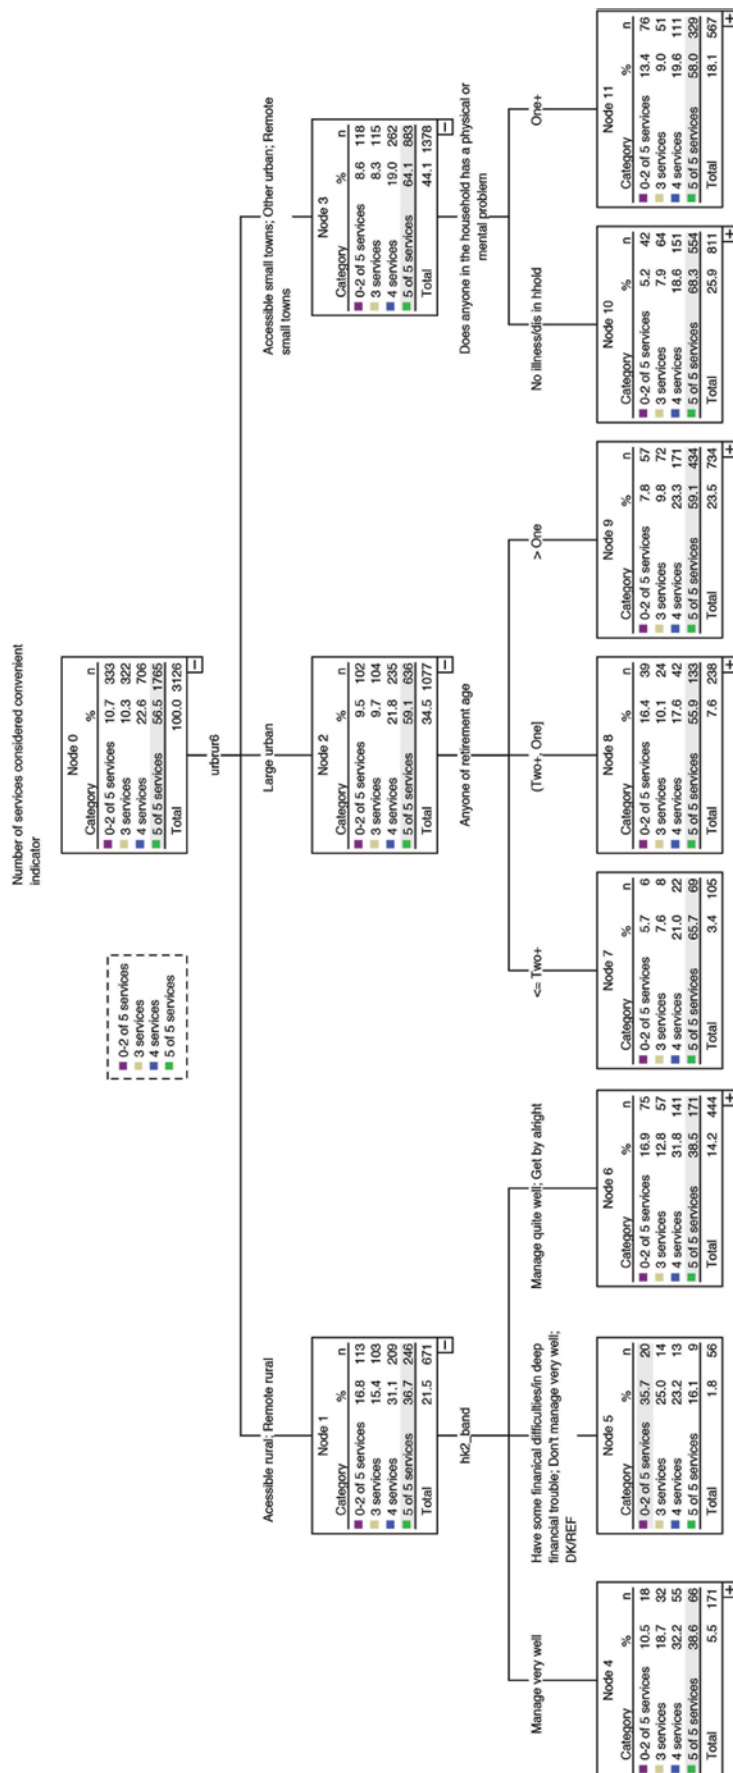 Number of services considered convenient
indicator
0-2 of 5 services
3 services
4 services
5 of 5 services
Node 0
Category % n
0-2 of 5 services 10.7 333
3 services 10.3 322
4 services 22.6 706
5 of 5 services 56.5 1765
Total 100.0 3126
urbrur6
Acessible rural; Remote rural
Large urban
Accessible small towns; Other urban; Remote
small towns
Node 1
Category % n
0-2 of 5 services 16.8 113
3 services 15.4 103
4 services 31.1 209
5 of 5 services 36.7 246
Total 21.5 671
Node 2
Category % n
0-2 of 5 services 9.5 102
3 services 9.7 104
4 services 21.8 235
5 of 5 services 59.1 636
Total 34.5 1077
Node 3
Category % n
0-2 of 5 services 8.6 118
3 services 8.3 115
4 services 19.0 262
5 of 5 services 64.1 883
Total 44.1 1378
hk2_band
Anyone of retirement age
Does anyone in the household has a physical or
mental problem
Manage very well
Have some finanical difficulties/in deep
financial trouble; Don't manage very well;
DK/REF
Manage quite well; Get by alright
<= Two+
(Two+, One]
> One
No illness/dis in hhold
One+
Node 4
Category % n
0-2 of 5 services 10.5 18
3 services 18.7 32
4 services 32.2 55
5 of 5 services 38.6 66
Total 5.5 171
Node 5
Category % n
0-2 of 5 services 35.7 20
3 services 25.0 14
4 services 23.2 13
5 of 5 services 16.1 9
Total 1.8 56
Node 6
Category % n
0-2 of 5 services 16.9 75
3 services 12.8 57
4 services 31.8 141
5 of 5 services 38.5 171
Total 14.2 444
Node 7
Category % n
0-2 of 5 services 5.7 6
3 services 7.6 8
4 services 21.0 22
5 of 5 services 65.7 69
Total 3.4 105
Node 8
Category % n
0-2 of 5 services 16.4 39
3 services 10.1 24
4 services 17.6 42
5 of 5 services 55.9 133
Total 7.6 238
Node 9
Category % n
0-2 of 5 services 7.8 57
3 services 9.8 72
4 services 23.3 171
5 of 5 services 59.1 434
Total 23.5 734
Node 10
Category % n
0-2 of 5 services 5.2 42
3 services 7.9 64
4 services 18.6 151
5 of 5 services 68.3 554
Total 25.9 811
Node 11
Category % n
0-2 of 5 services 13.4 76
3 services 9.0 51
4 services 19.6 111
5 of 5 services 58.0 329
Total 18.1 567